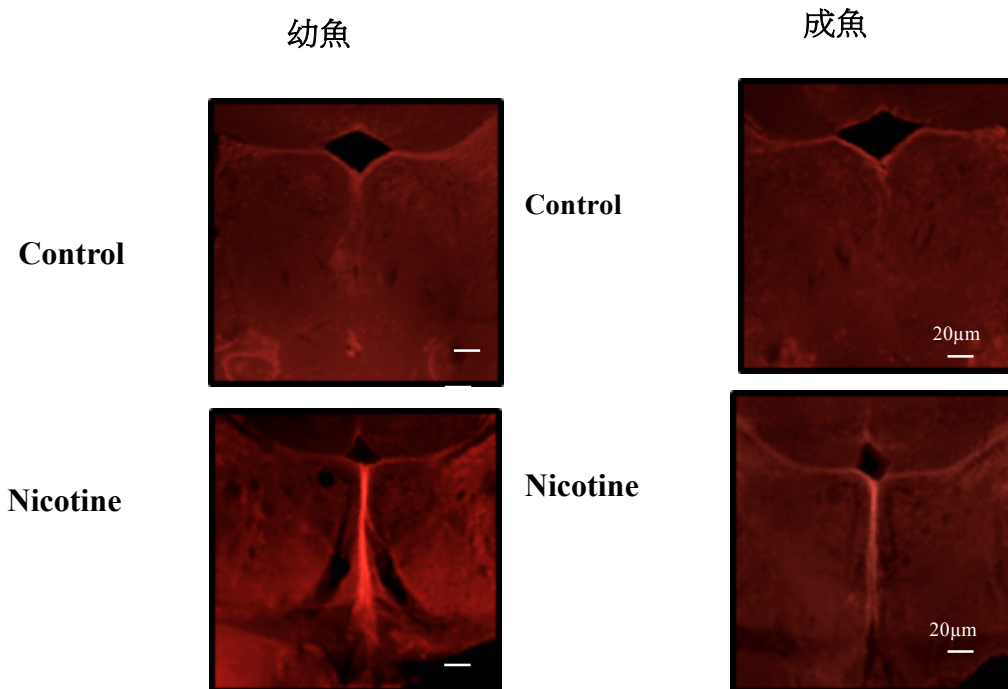 幼魚
成魚
Control
Control
20μm
Nicotine
Nicotine
20μm